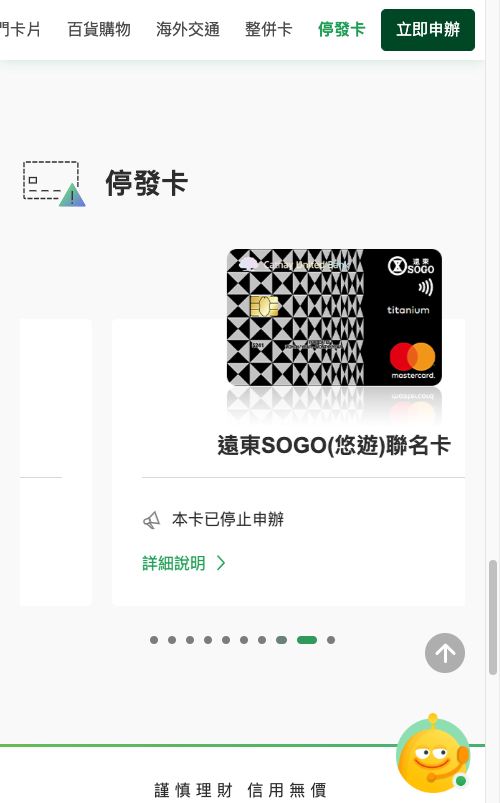 門卡片 百貨購物 海外交通 整併卡 停發卡 立即申辦
停發卡
Cathay United Bank
遠東
SOGO
titanium
5241
mastercard.
遠東SOGO(悠遊)聯名卡
本卡已停止申辦
詳細說明
謹慎理財 信用無價